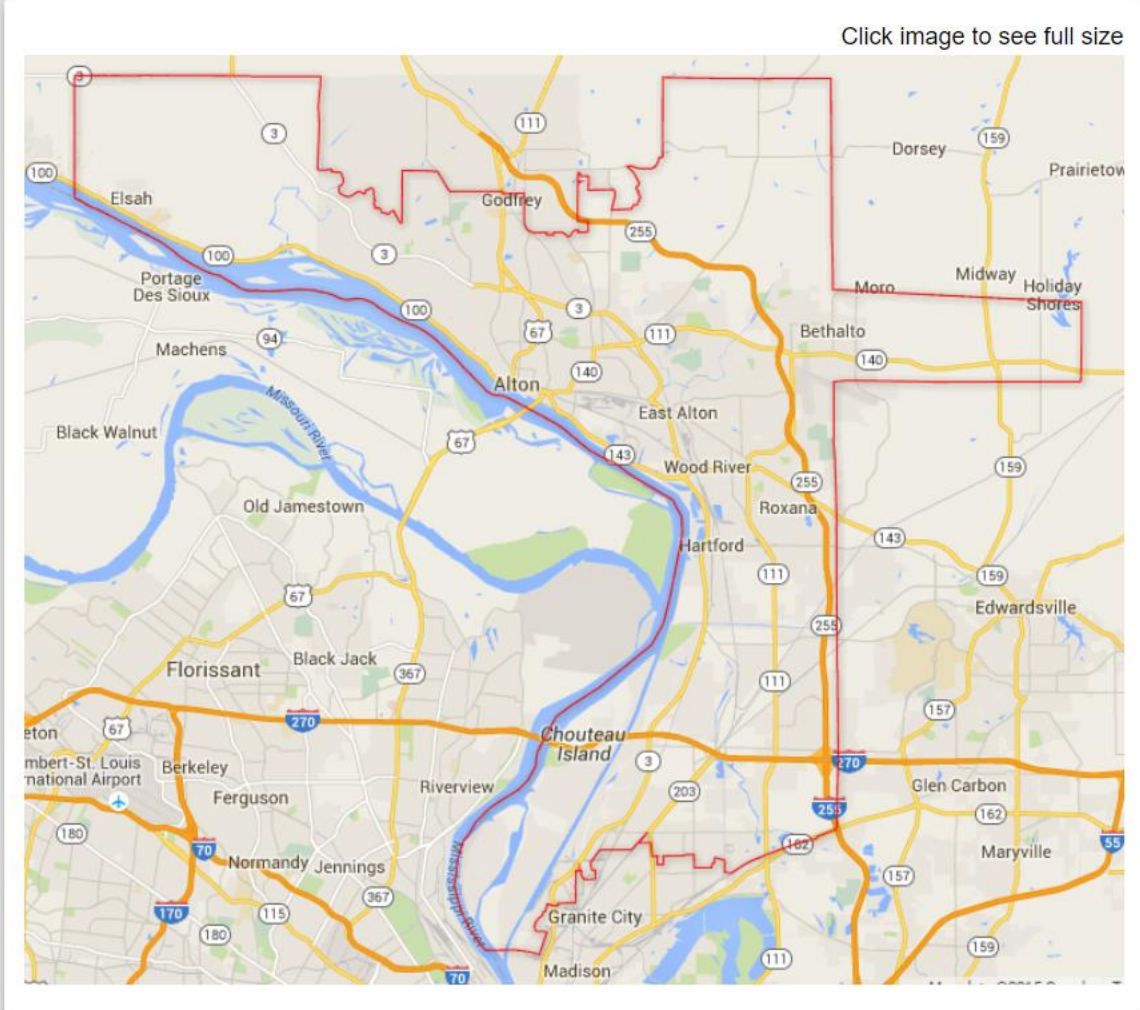 Click image to see full size
3
111
159
3
Dorsey
Prairietow
100
Elsah
Godfrey
255
100
3
Portage
Des Sioux
Midway
Moro
Holiday
Shores
100
3
67
111
Bethalto
94
Machens
140
140
Alton
East Alton
Missouri River
Black Walnut
67
143
Wood River
159
255
Old Jamestown
Roxana
143
Hartford
111
159
67
Edwardsville
255
Black Jack
Florissant
367
111
157
270
67
eton
Chouteau
Island
mbert-St. Louis
rnational Airport
Berkeley
3
270
Riverview
203
Glen Carbon
Ferguson
255
162
180
162
55
70
Maryville
Normandy
Jennings
157
Mississippi River
367
170
115
Granite City
180
159
111
Madison
70